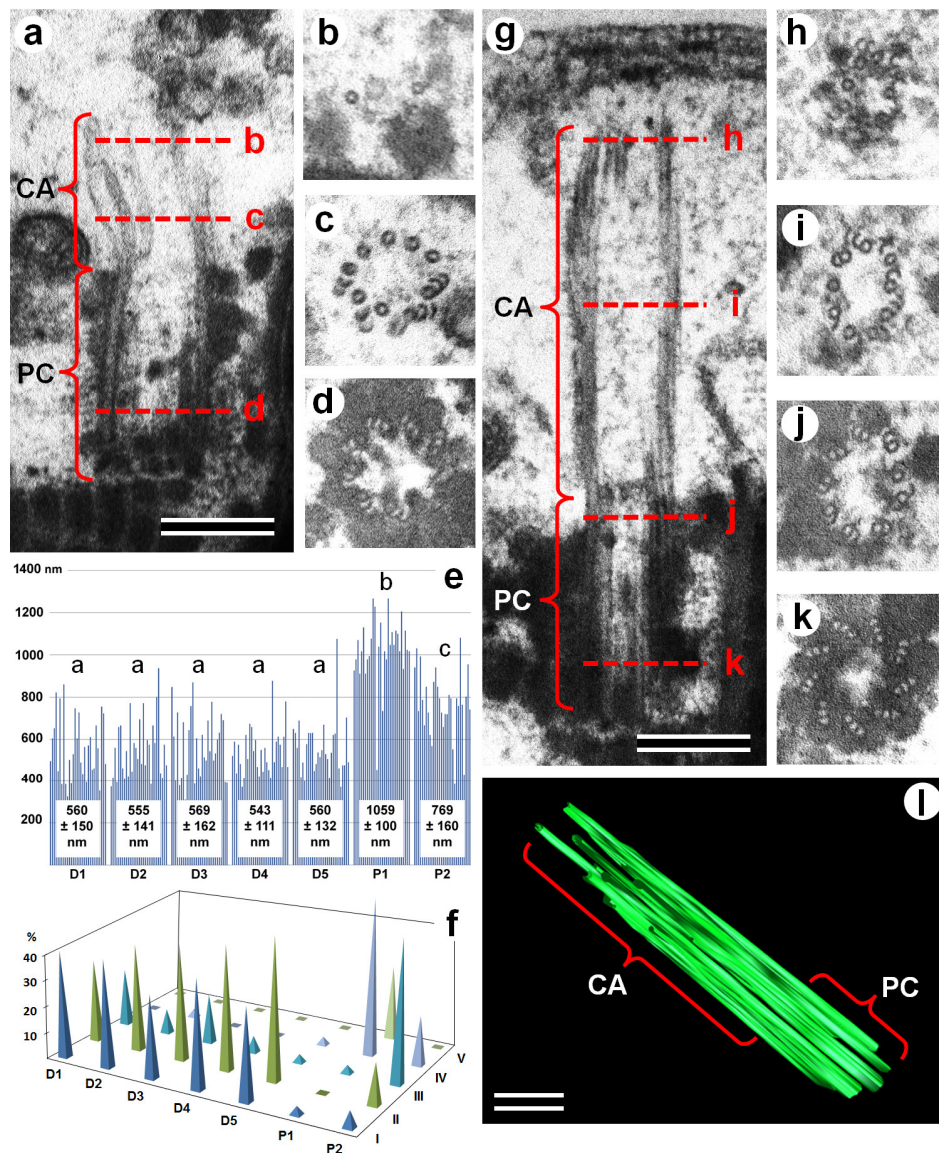 a
b
CA
c
PC
d
b
c
d
g
CA
h
i
j
PC
k
h
i
j
k
e
1400 nm
1200
1000
800
600
400
200
a a a a a b c
560 ± 150 nm
555 ± 141 nm
569 ± 162 nm
543 ± 111 nm
560 ± 132 nm
1059 ± 100 nm
769 ± 160 nm
D1 D2 D3 D4 D5 P1 P2
f
%
40
30
20
10
D1
D2
D3
D4
D5
P1
P2
I
II
III
IV
V
l
CA
PC